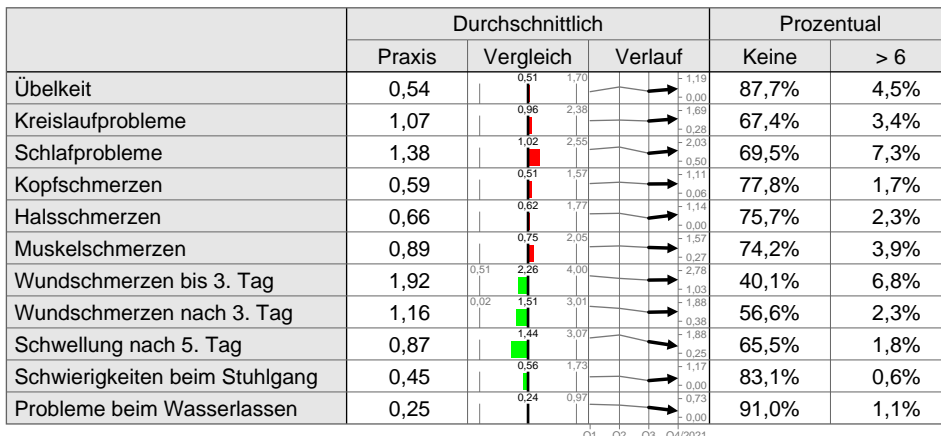 Durchschnittlich Prozentual
Praxis Vergleich Verlauf Keine > 6
Übelkeit 0,54 0,51 1,70 1,19 0,00 87,7% 4,5%
Kreislaufprobleme 1,07 0,96 2,38 1,69 0,28 67,4% 3,4%
Schlafprobleme 1,38 1,02 2,55 2,03 0,50 69,5% 7,3%
Kopfschmerzen 0,59 0,51 1,57 1,11 0,06 77,8% 1,7%
Halsschmerzen 0,66 0,62 1,77 1,14 0,00 75,7% 2,3%
Muskelschmerzen 0,89 0,75 2,05 1,57 0,27 74,2% 3,9%
Wundschmerzen bis 3. Tag 1,92 0,51 2,26 4,00 2,78 1,03 40,1% 6,8%
Wundschmerzen nach 3. Tag 1,16 0,02 1,51 3,01 1,88 0,38 56,6% 2,3%
Schwellung nach 5. Tag 0,87 1,44 3,07 1,88 0,25 65,5% 1,8%
Schwierigkeiten beim Stuhlgang 0,45 0,56 1,73 1,17 0,00 83,1% 0,6%
Probleme beim Wasserlassen 0,25 0,24 0,97 0,73 0,00 91,0% 1,1%
Q1 Q2 Q3 Q4/2021